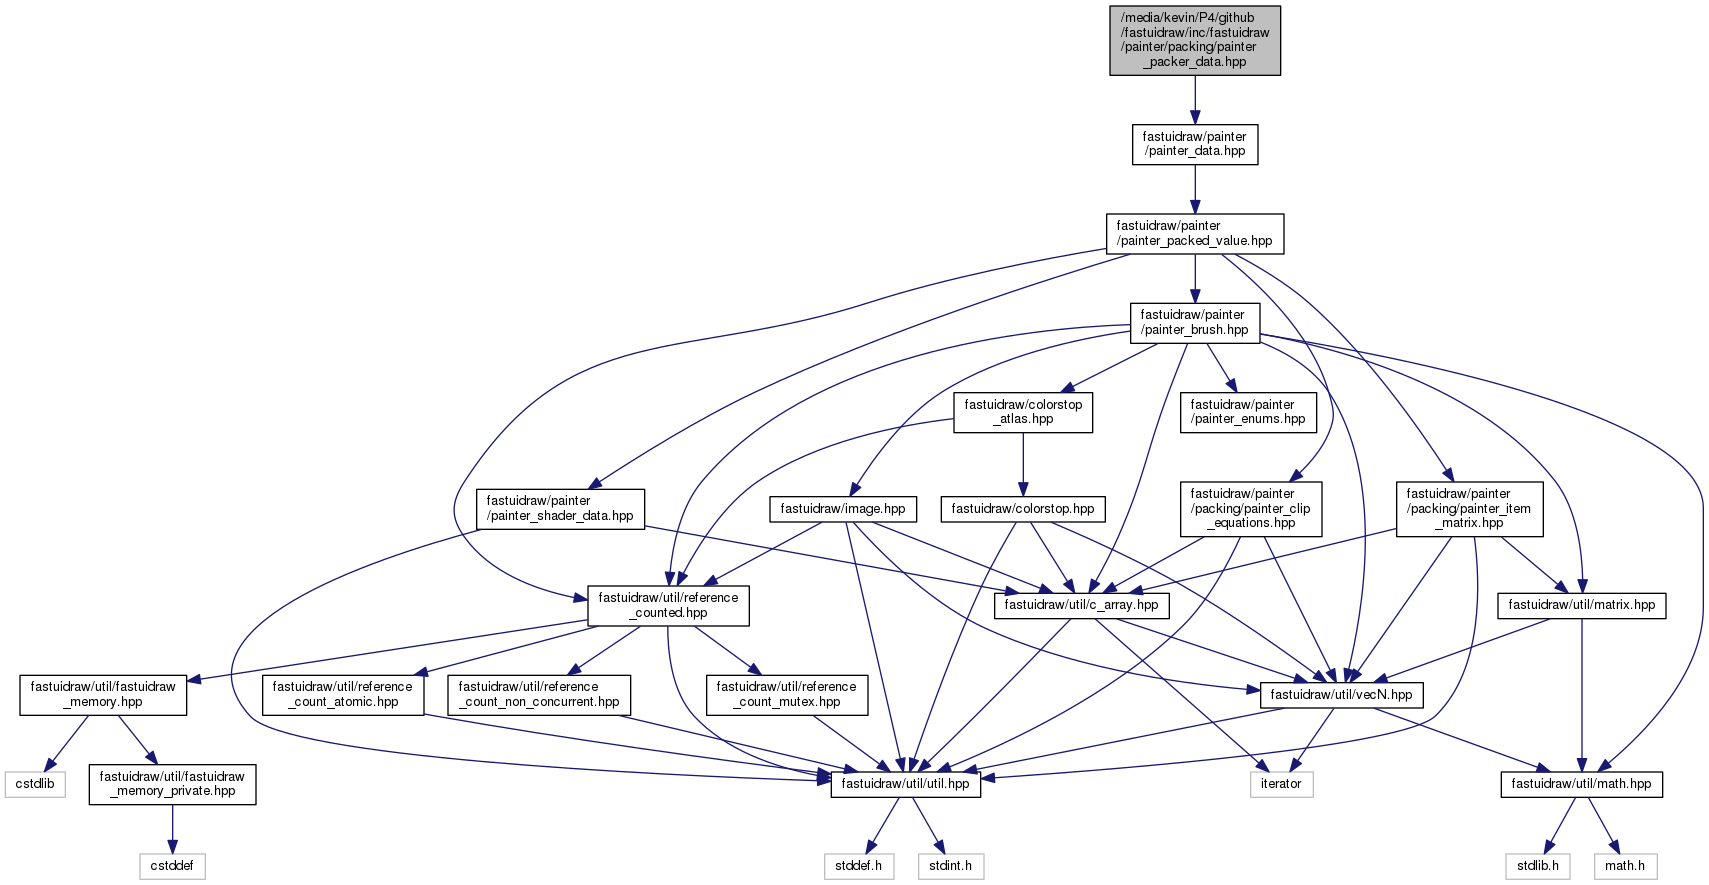 /media/kevin/P4/github
/fastuidraw/inc/fastuidraw
/painter/packing/painter
_packer_data.hpp
fastuidraw/painter
/painter_data.hpp
fastuidraw/painter
/painter_packed_value.hpp
fastuidraw/painter
/painter_brush.hpp
fastuidraw/colorstop
_atlas.hpp
fastuidraw/painter
/painter_enums.hpp
fastuidraw/painter
/painter_shader_data.hpp
fastuidraw/image.hpp
fastuidraw/colorstop.hpp
fastuidraw/painter
/packing/painter_clip
_equations.hpp
fastuidraw/painter
/packing/painter_item
_matrix.hpp
fastuidraw/util/reference
_counted.hpp
fastuidraw/util/c_array.hpp
fastuidraw/util/matrix.hpp
fastuidraw/util/fastuidraw
_memory.hpp
fastuidraw/util/reference
_count_atomic.hpp
fastuidraw/util/reference
_count_non_concurrent.hpp
fastuidraw/util/reference
_count_mutex.hpp
fastuidraw/util/vecN.hpp
cstdlib
fastuidraw/util/fastuidraw
_memory_private.hpp
fastuidraw/util/util.hpp
iterator
fastuidraw/util/math.hpp
cstddef
stddef.h
stdint.h
stdlib.h
math.h